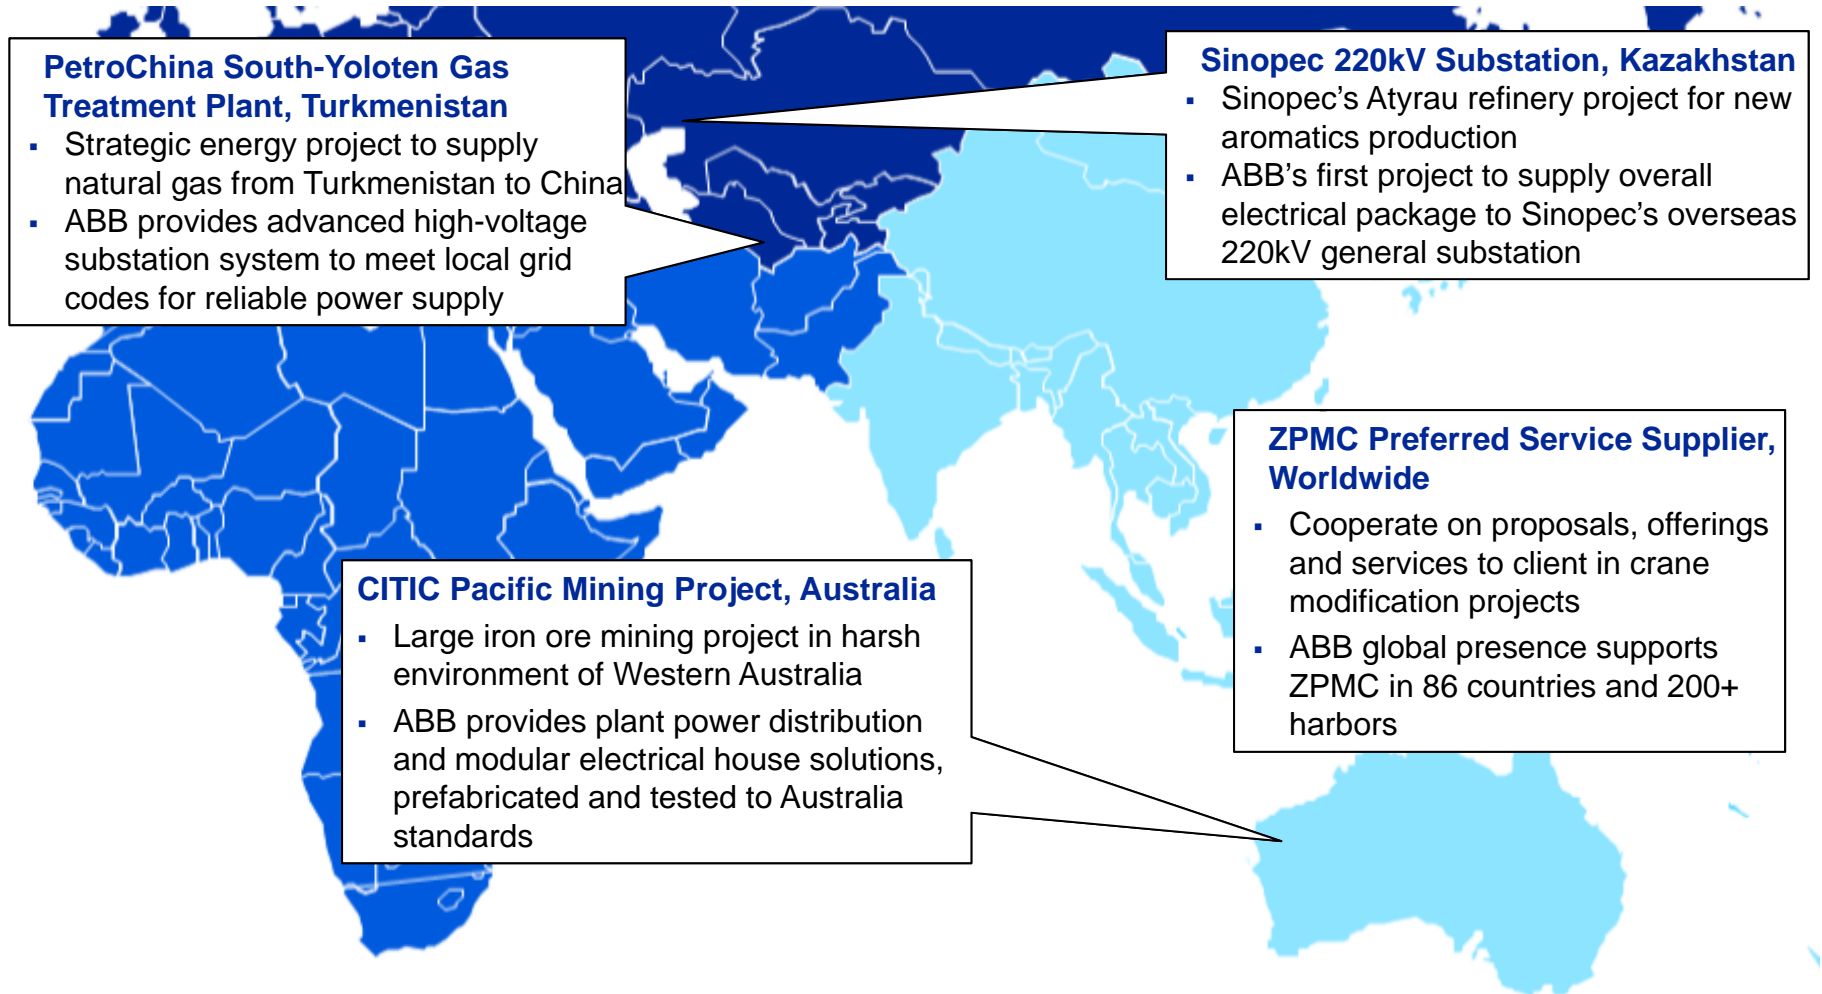 PetroChina South-Yoloten Gas
Treatment Plant, Turkmenistan
▪ Strategic energy project to supply
natural gas from Turkmenistan to China
▪ ABB provides advanced high-voltage
substation system to meet local grid
codes for reliable power supply
Sinopec 220kV Substation, Kazakhstan
▪ Sinopec’s Atyrau refinery project for new
aromatics production
▪ ABB’s first project to supply overall
electrical package to Sinopec’s overseas
220kV general substation
CITIC Pacific Mining Project, Australia
▪ Large iron ore mining project in harsh
environment of Western Australia
▪ ABB provides plant power distribution
and modular electrical house solutions,
prefabricated and tested to Australia
standards
ZPMC Preferred Service Supplier,
Worldwide
▪ Cooperate on proposals, offerings
and services to client in crane
modification projects
▪ ABB global presence supports
ZPMC in 86 countries and 200+
harbors